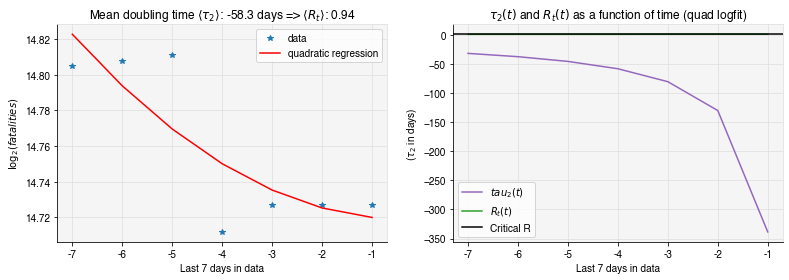 Mean doubling time ⟨τ₂⟩: -58.3 days => ⟨Rₜ⟩: 0.94
data
quadratic regression
14.82
14.80
14.78
14.76
14.74
14.72
log₂(fatalities)
-7 -6 -5 -4 -3 -2 -1
Last 7 days in data
τ₂(t) and Rₜ(t) as a function of time (quad logfit)
0
−50
−100
−150
−200
−250
−300
−350
(τ₂ in days)
tau₂(t)
Rₜ(t)
Critical R
-7 -6 -5 -4 -3 -2 -1
Last 7 days in data